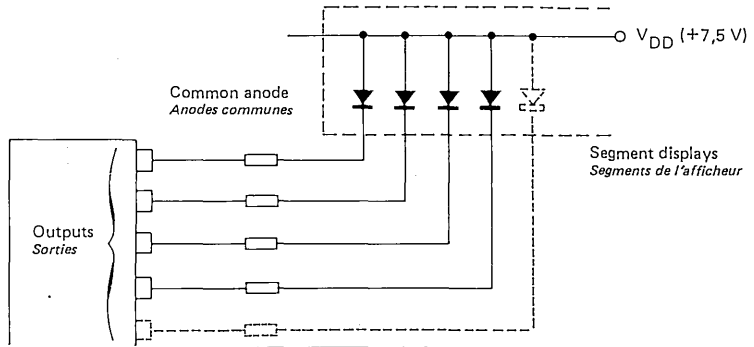 V_DD (+7,5 V)
Common anode
Anodes communes
Segment displays
Segments de l'afficheur
Outputs
Sorties